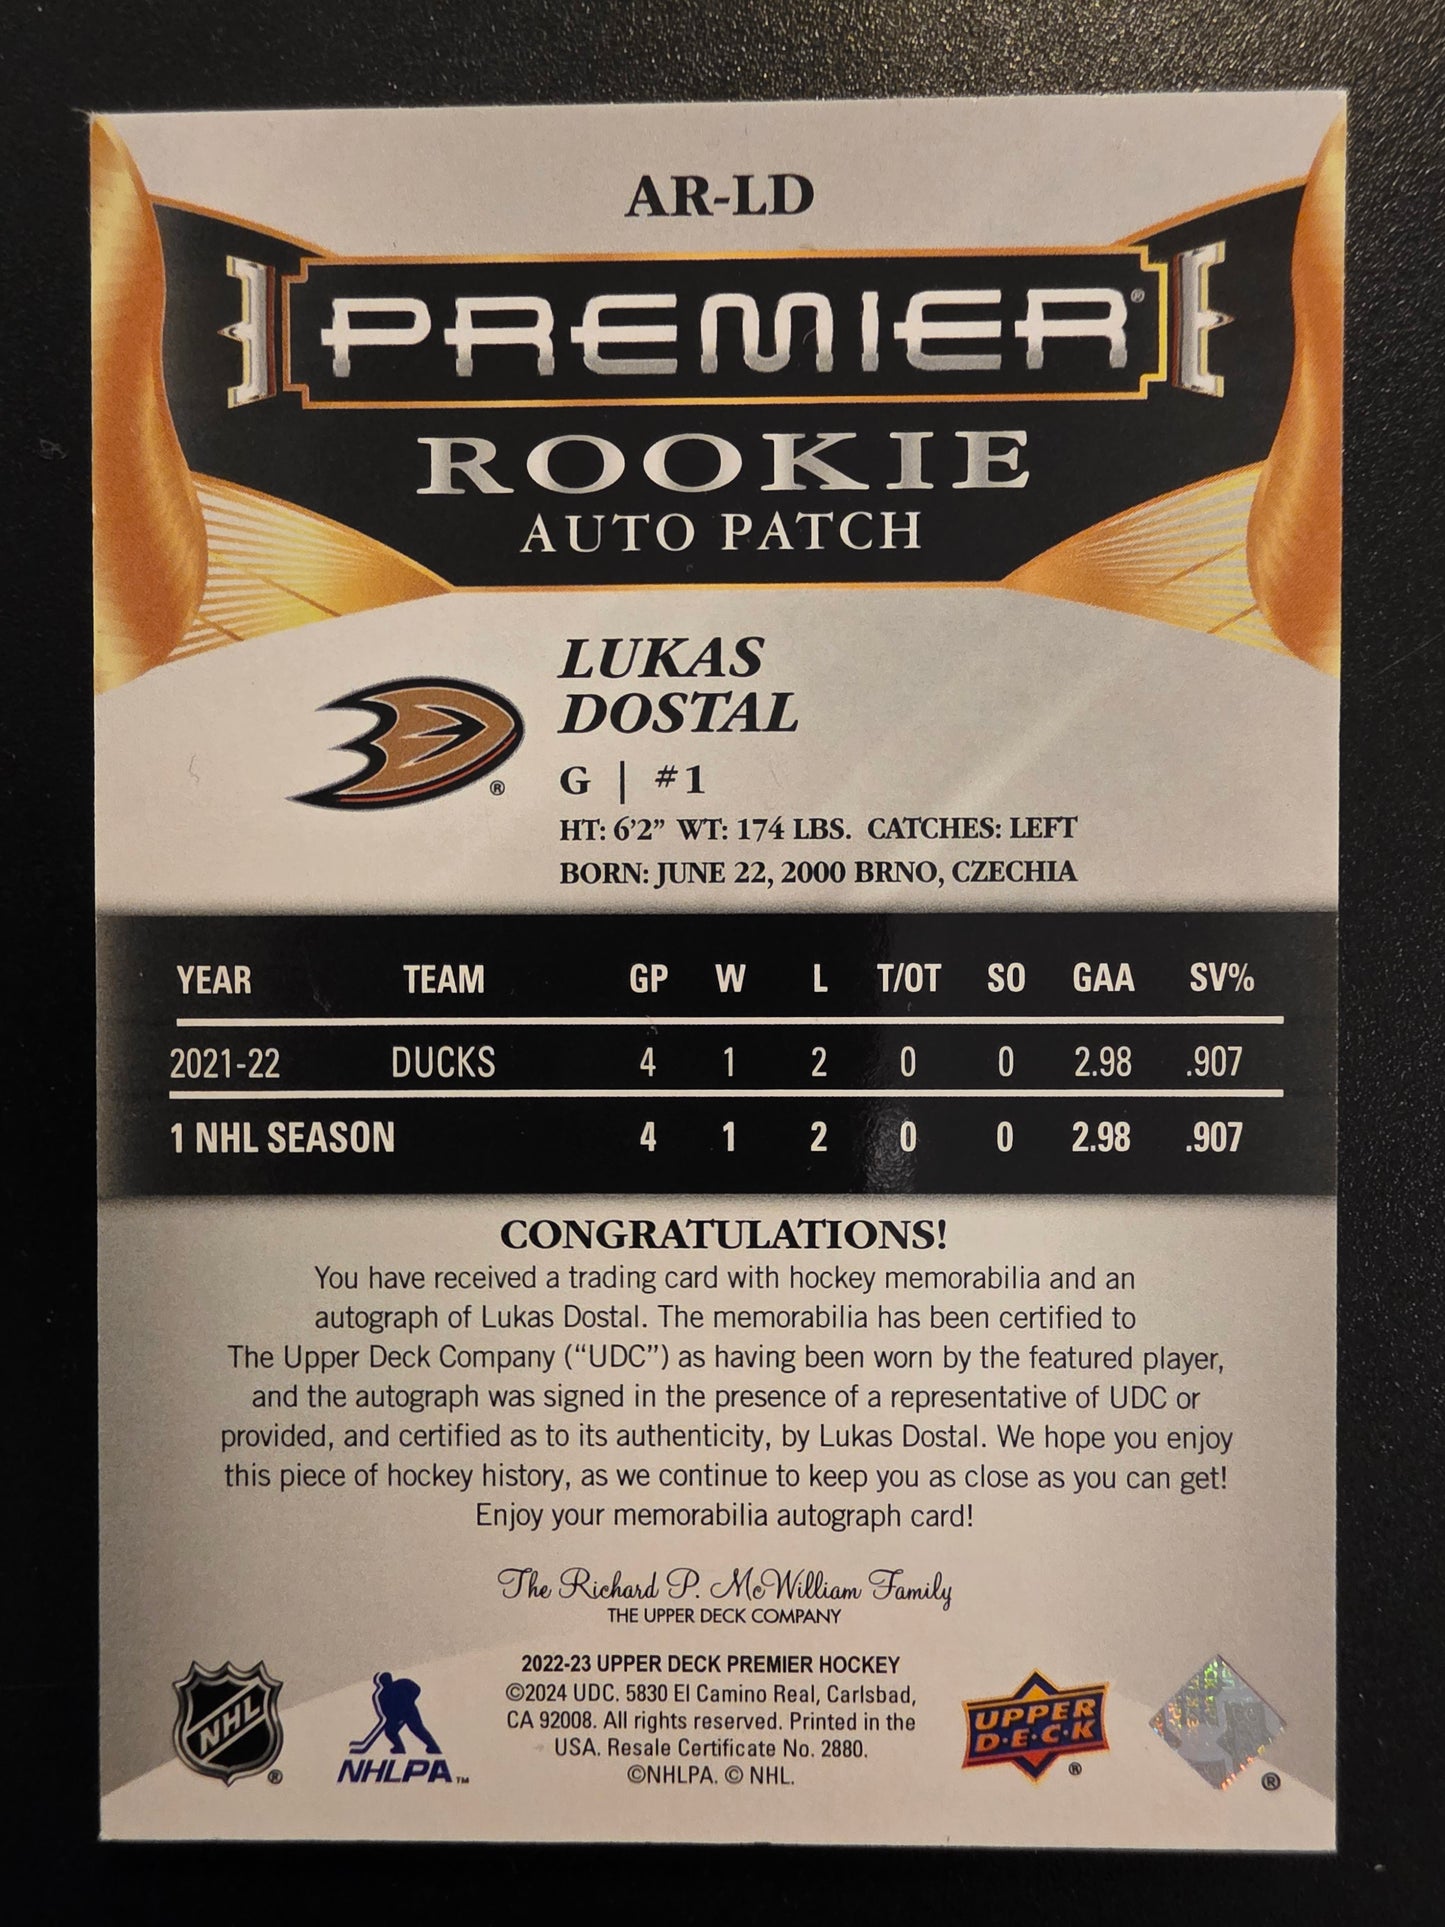 AR-LD
PREMIER®
ROOKIE
AUTO PATCH
LUKAS
DOSTAL
®
G | #1
HT: 6'2" WT: 174 LBS. CATCHES: LEFT
BORN: JUNE 22, 2000 BRNO, CZECHIA
YEAR TEAM GP W L T/OT SO GAA SV%
2021-22 DUCKS 4 1 2 0 0 2.98 .907
1 NHL SEASON 4 1 2 0 0 2.98 .907
CONGRATULATIONS!
You have received a trading card with hockey memorabilia and an
autograph of Lukas Dostal. The memorabilia has been certified to
The Upper Deck Company ("UDC") as having been worn by the featured player,
and the autograph was signed in the presence of a representative of UDC or
provided, and certified as to its authenticity, by Lukas Dostal. We hope you enjoy
this piece of hockey history, as we continue to keep you as close as you can get!
Enjoy your memorabilia autograph card!
The Richard P. McWilliam Family
THE UPPER DECK COMPANY
2022-23 UPPER DECK PREMIER HOCKEY
©2024 UDC. 5830 El Camino Real, Carlsbad,
CA 92008. All rights reserved. Printed in the
USA. Resale Certificate No. 2880.
©NHLPA. © NHL.
NHL ®
NHLPA™
UPPER
D·E·C·K ®
®